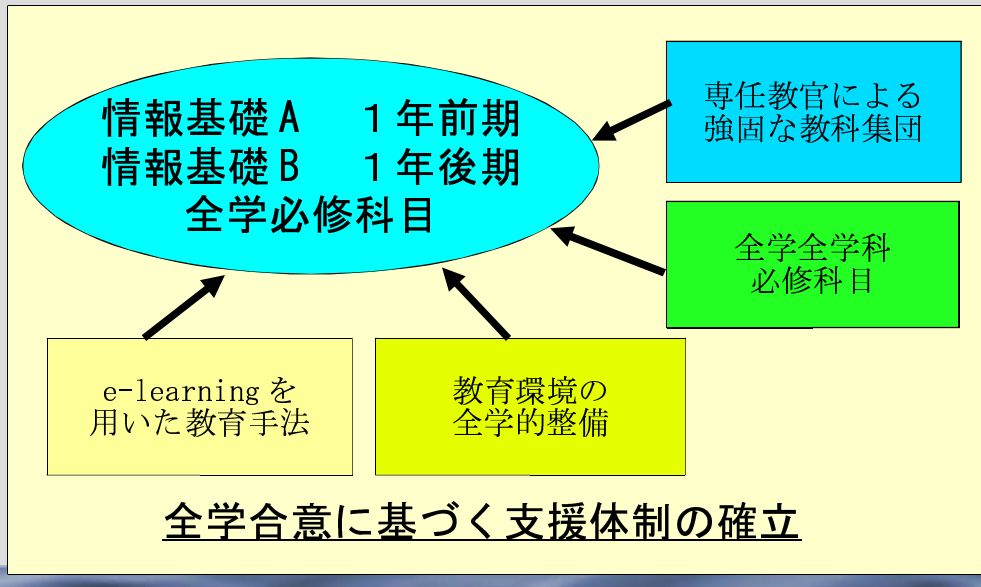 情報基礎A　1年前期
情報基礎B　1年後期
全学必修科目
専任教官による
強固な教科集団
全学全学科
必修科目
e-learningを
用いた教育手法
教育環境の
全学的整備
全学合意に基づく支援体制の確立